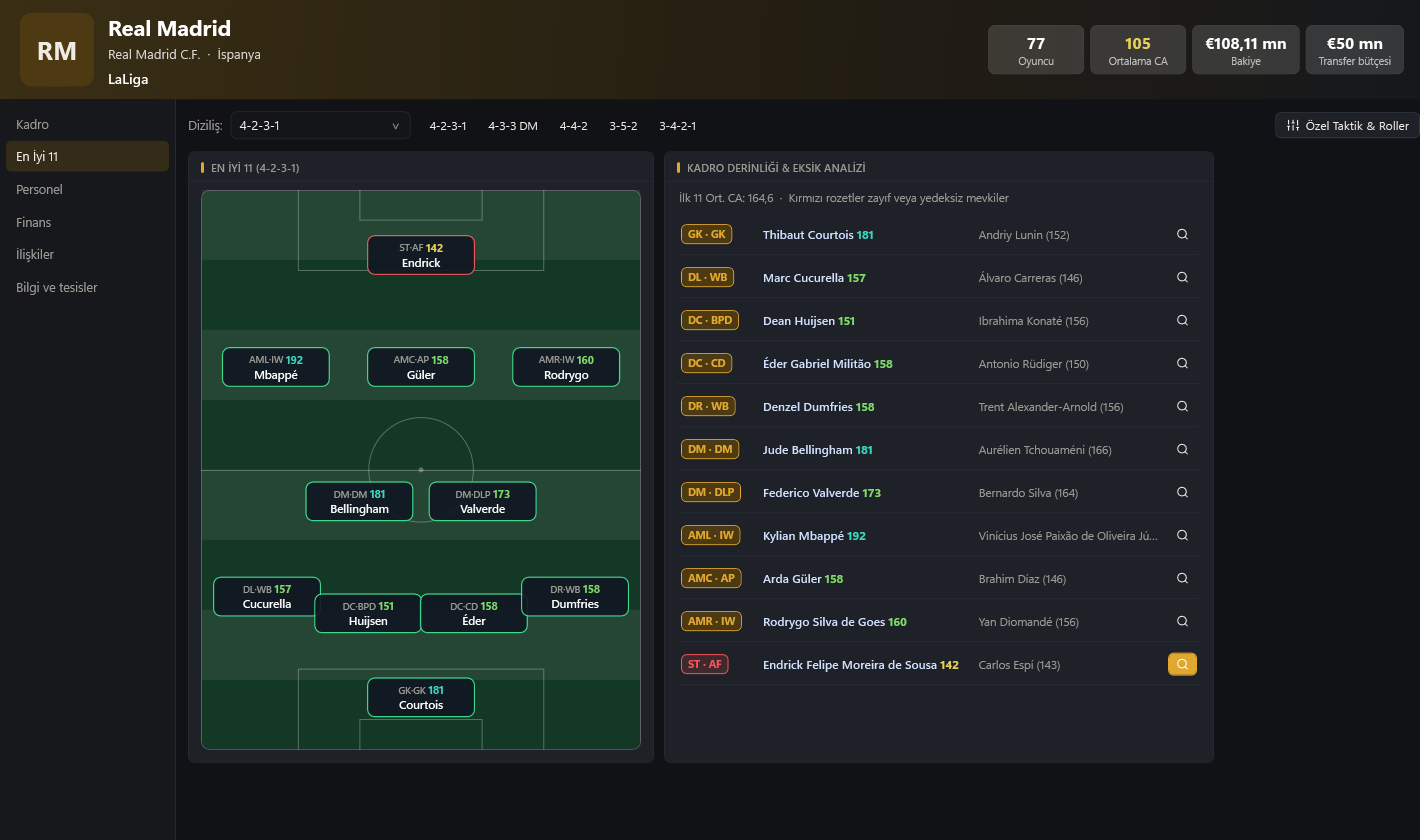 RM
Real Madrid
Real Madrid C.F. · İspanya
LaLiga
77
Oyuncu
105
Ortalama CA
€108,11 mn
Bakiye
€50 mn
Transfer bütçesi
Kadro
En İyi 11
Personel
Finans
İlişkiler
Bilgi ve tesisler
Diziliş:
4-2-3-1
4-2-3-1
4-3-3 DM
4-4-2
3-5-2
3-4-2-1
Özel Taktik & Roller
EN İYİ 11 (4-2-3-1)
ST·AF 142
Endrick
AML·IW 192
Mbappé
AMC·AP 158
Güler
AMR·IW 160
Rodrygo
DM·DM 181
Bellingham
DM·DLP 173
Valverde
DL·WB 157
Cucurella
DC·BPD 151
Huijsen
DC·CD 158
Éder
DR·WB 158
Dumfries
GK·GK 181
Courtois
KADRO DERİNLİĞİ & EKSİK ANALİZİ
İlk 11 Ort. CA: 164,6 · Kırmızı rozetler zayıf veya yedeksiz mevkiler
GK · GK Thibaut Courtois 181 Andriy Lunin (152)
DL · WB Marc Cucurella 157 Álvaro Carreras (146)
DC · BPD Dean Huijsen 151 Ibrahima Konaté (156)
DC · CD Éder Gabriel Militão 158 Antonio Rüdiger (150)
DR · WB Denzel Dumfries 158 Trent Alexander-Arnold (156)
DM · DM Jude Bellingham 181 Aurélien Tchouaméni (166)
DM · DLP Federico Valverde 173 Bernardo Silva (164)
AML · IW Kylian Mbappé 192 Vinícius José Paixão de Oliveira Jú...
AMC · AP Arda Güler 158 Brahim Díaz (146)
AMR · IW Rodrygo Silva de Goes 160 Yan Diomandé (156)
ST · AF Endrick Felipe Moreira de Sousa 142 Carlos Espí (143)